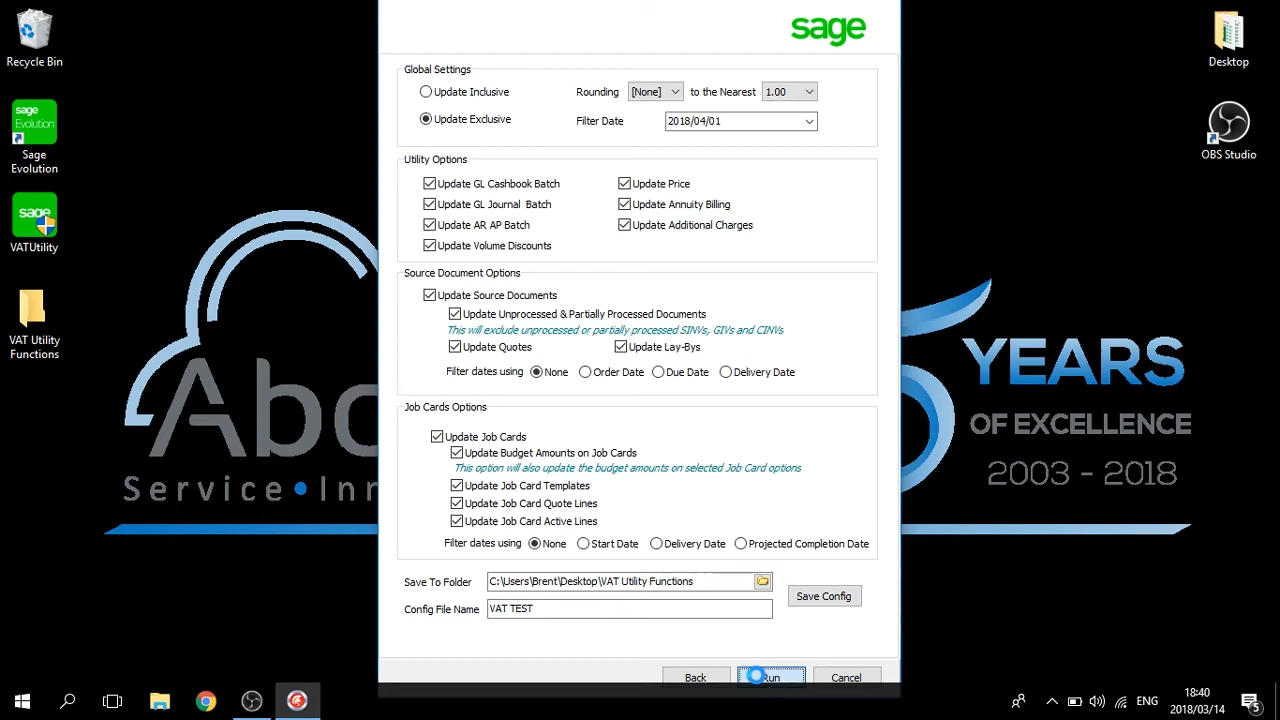 Recycle Bin
sage
Evolution
Sage
Evolution
sage
VATUtility
VAT Utility
Functions
Desktop
OBS Studio
sage
Global Settings
Update Inclusive
Rounding [None] to the Nearest 1.00
Update Exclusive
Filter Date 2018/04/01
Utility Options
Update GL Cashbook Batch
Update Price
Update GL Journal Batch
Update Annuity Billing
Update AR AP Batch
Update Additional Charges
Update Volume Discounts
Source Document Options
Update Source Documents
Update Unprocessed & Partially Processed Documents
This will exclude unprocessed or partially processed SINVs, GIVs and CINVs
Update Quotes
Update Lay-Bys
Filter dates using None Order Date Due Date Delivery Date
Job Cards Options
Update Job Cards
Update Budget Amounts on Job Cards
This option will also update the budget amounts on selected Job Card options
Update Job Card Templates
Update Job Card Quote Lines
Update Job Card Active Lines
Filter dates using None Start Date Delivery Date Projected Completion Date
Save To Folder C:\Users\Brent\Desktop\VAT Utility Functions
Save Config
Config File Name VAT TEST
Back Run Cancel
YEARS
OF EXCELLENCE
2003 - 2018
Service
ENG
18:40
2018/03/14
5